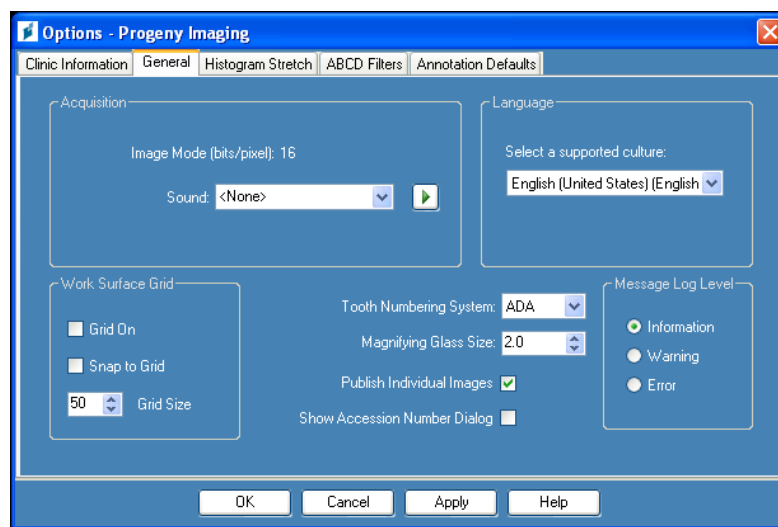 Options - Progeny Imaging
Clinic Information General Histogram Stretch ABCD Filters Annotation Defaults
Acquisition
Image Mode (bits/pixel): 16
Sound: <None>
Language
Select a supported culture:
English (United States) (English
Work Surface Grid
Grid On
Snap to Grid
50 Grid Size
Tooth Numbering System: ADA
Magnifying Glass Size: 2.0
Publish Individual Images
Show Accession Number Dialog
Message Log Level
Information
Warning
Error
OK Cancel Apply Help